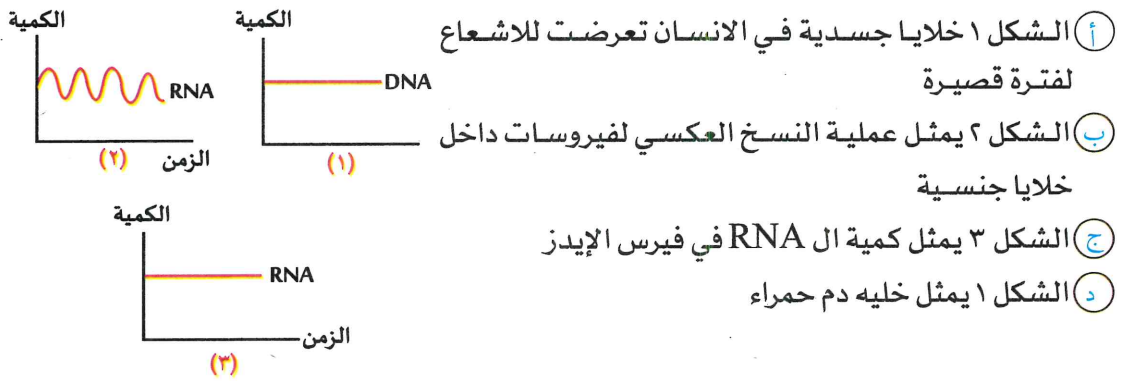 أ الشكل ١ خلايا جسدية في الانسان تعرضت للاشعاع
لفترة قصيرة
ب الشكل ٢ يمثل عملية النسخ العكسي لفيروسات داخل
خلايا جنسية
ج الشكل ٣ يمثل كمية ال RNA في فيرس الإيدز
د الشكل ١ يمثل خليه دم حمراء
الكمية
DNA
(١)
الكمية
RNA
الزمن
(٢)
الكمية
RNA
الزمن
(٣)